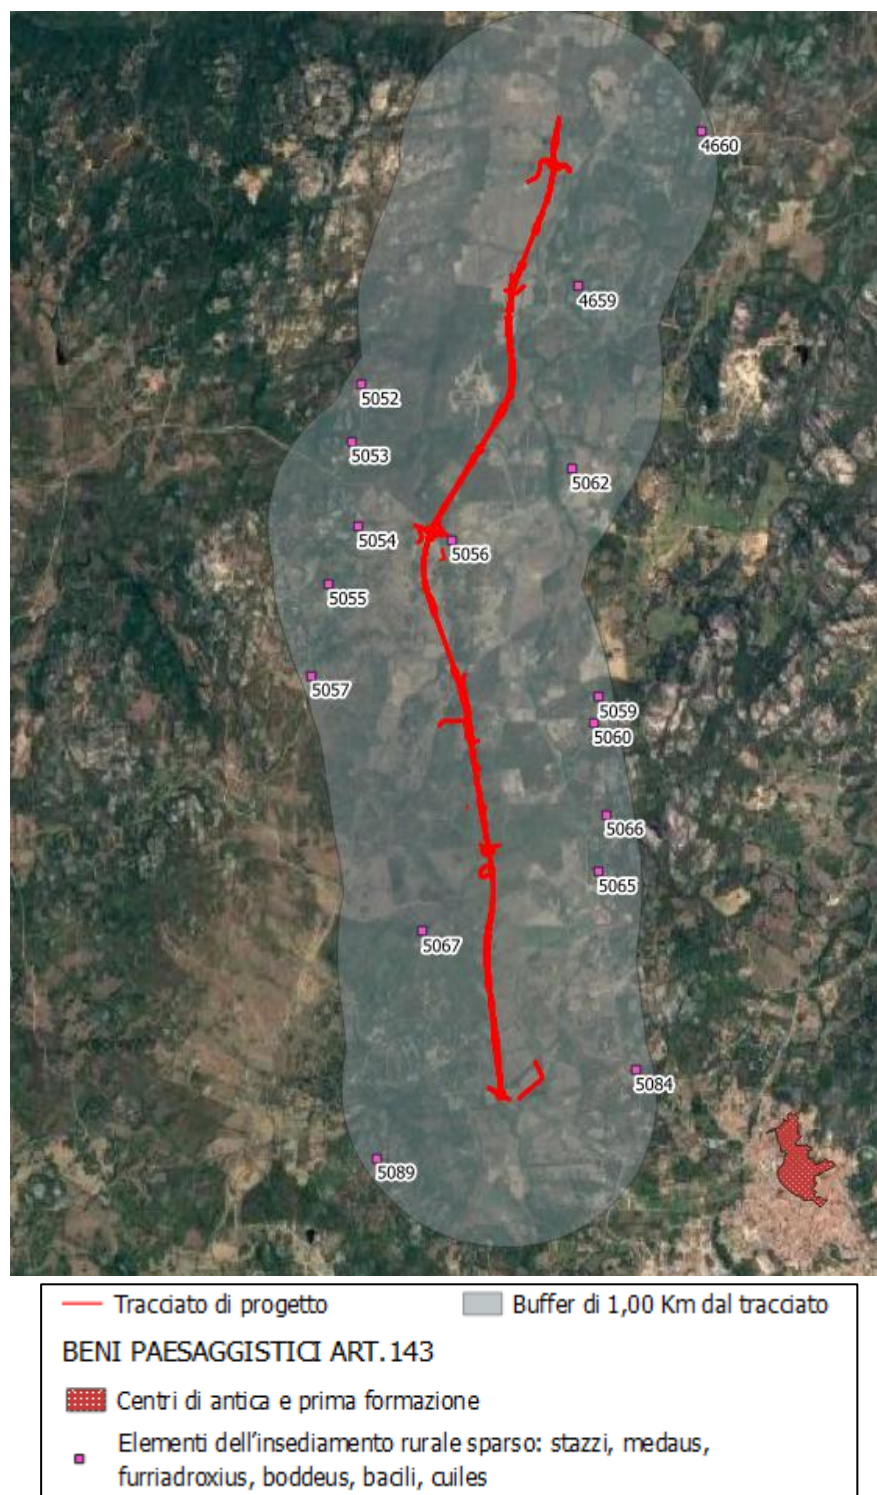 4660
4659
5052
5053
5062
5054
5056
5055
5057
5059
5060
5066
5065
5067
5084
5089
Tracciato di progetto
Buffer di 1,00 Km dal tracciato
BENI PAESAGGISTICI ART.143
Centri di antica e prima formazione
Elementi dell'insediamento rurale sparso: stazzi, medaus,
furriadroxius, boddeus, bacili, cuiles